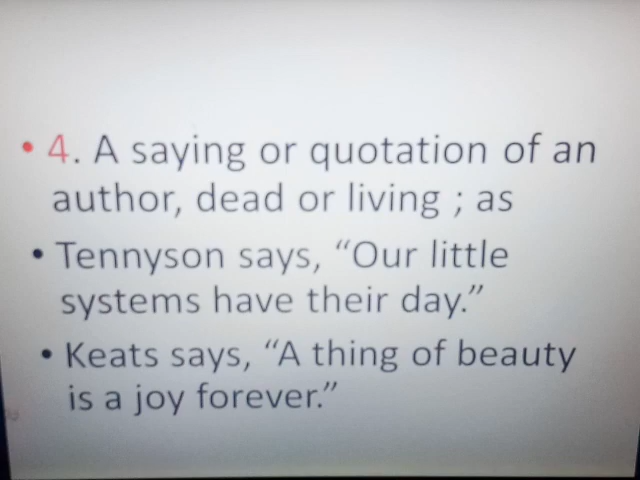 • 4. A saying or quotation of an
author, dead or living ; as
• Tennyson says, “Our little
systems have their day.”
• Keats says, “A thing of beauty
is a joy forever.”